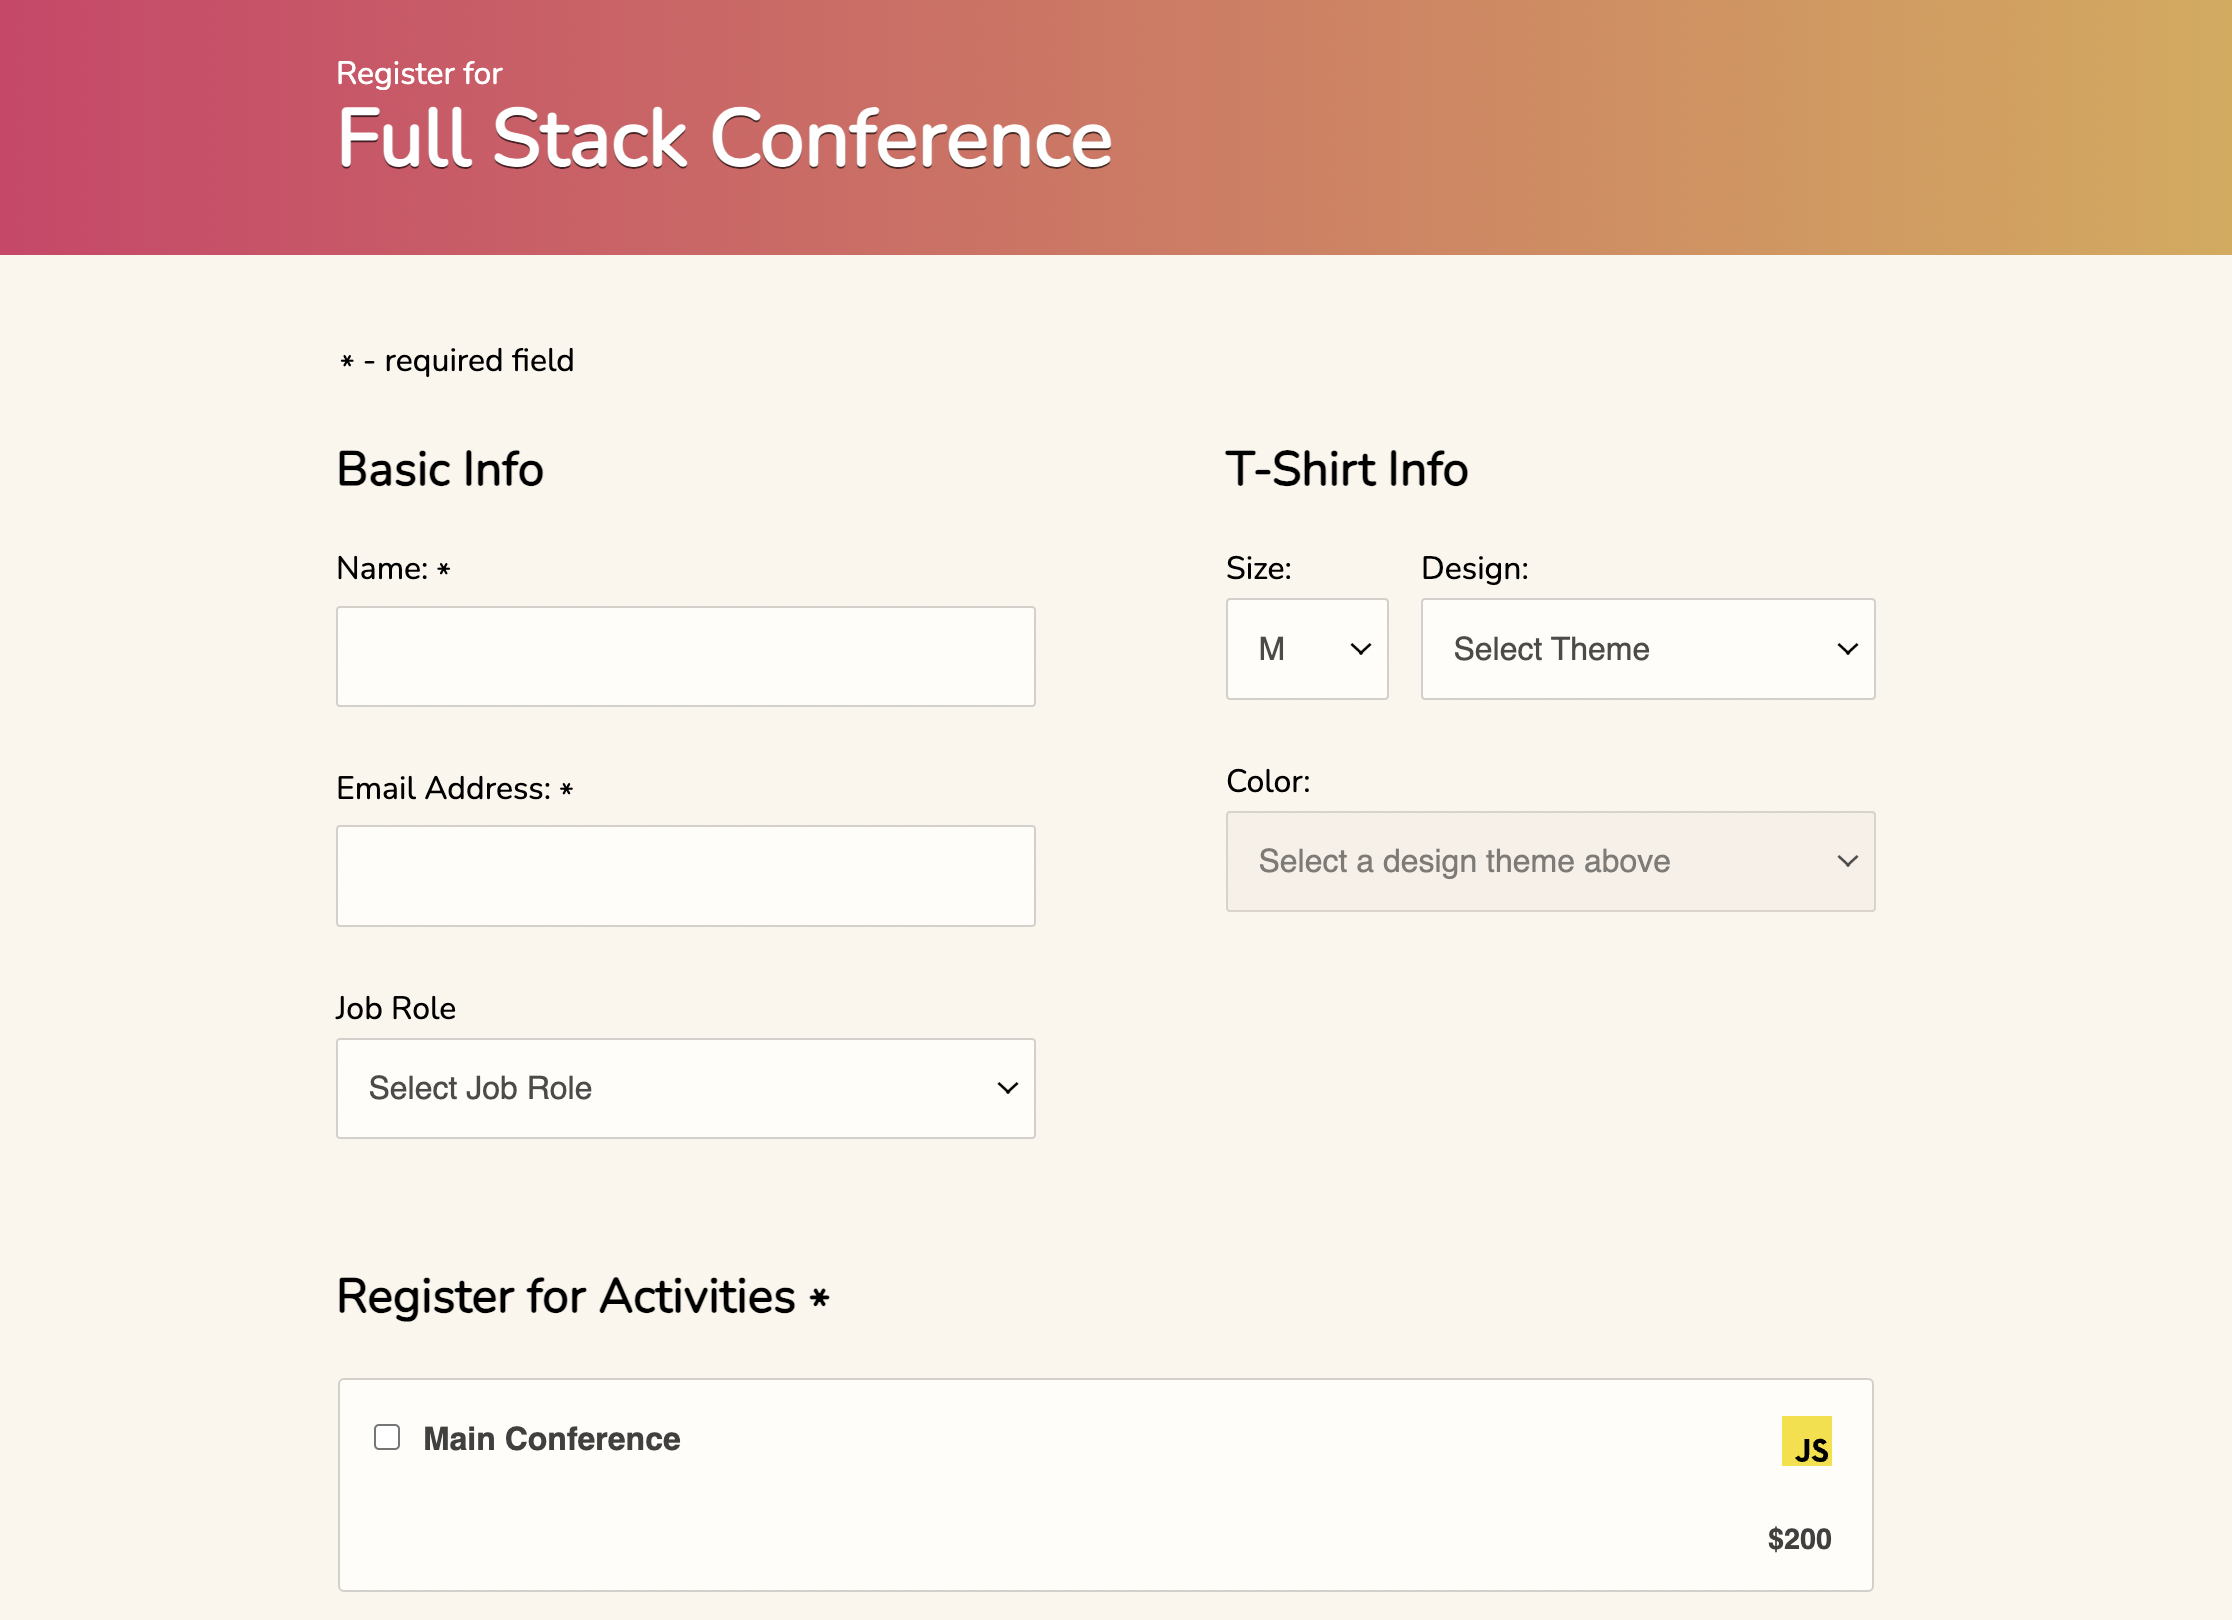 Register for
Full Stack Conference
* - required field
Basic Info
Name: *
Email Address: *
Job Role
Select Job Role
T-Shirt Info
Size:
M
Design:
Select Theme
Color:
Select a design theme above
Register for Activities *
Main Conference
JS
$200